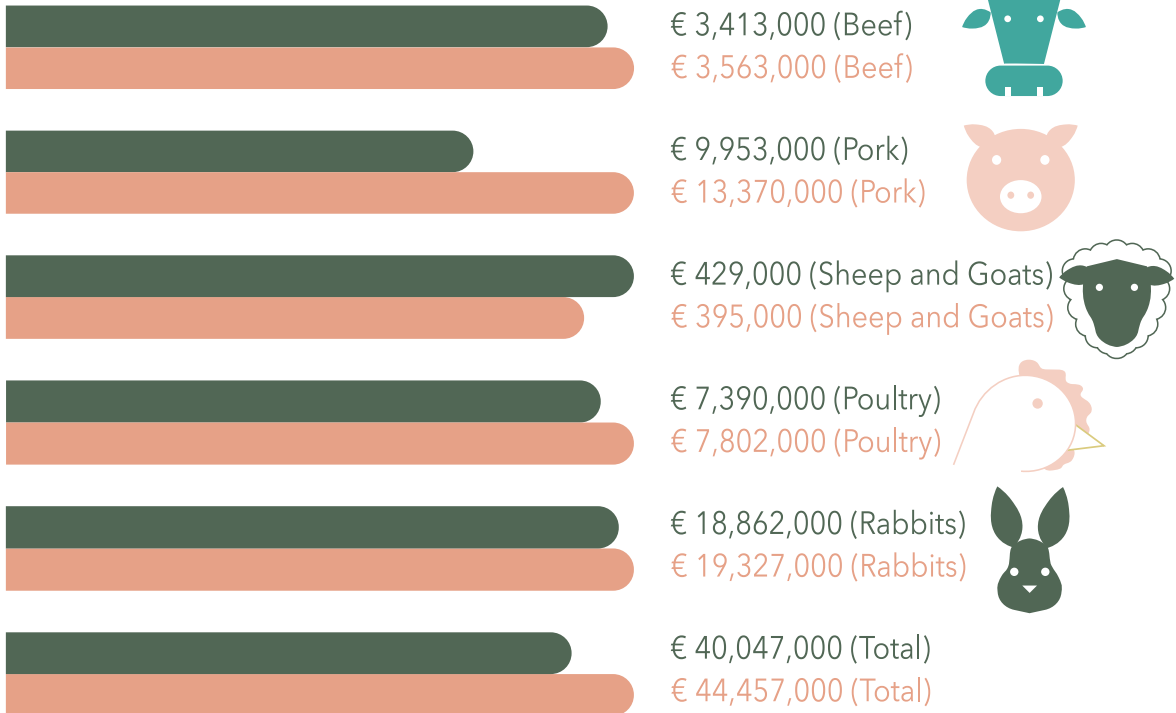 € 3,413,000 (Beef)
€ 3,563,000 (Beef)
€ 9,953,000 (Pork)
€ 13,370,000 (Pork)
€ 429,000 (Sheep and Goats)
€ 395,000 (Sheep and Goats)
€ 7,390,000 (Poultry)
€ 7,802,000 (Poultry)
€ 18,862,000 (Rabbits)
€ 19,327,000 (Rabbits)
€ 40,047,000 (Total)
€ 44,457,000 (Total)